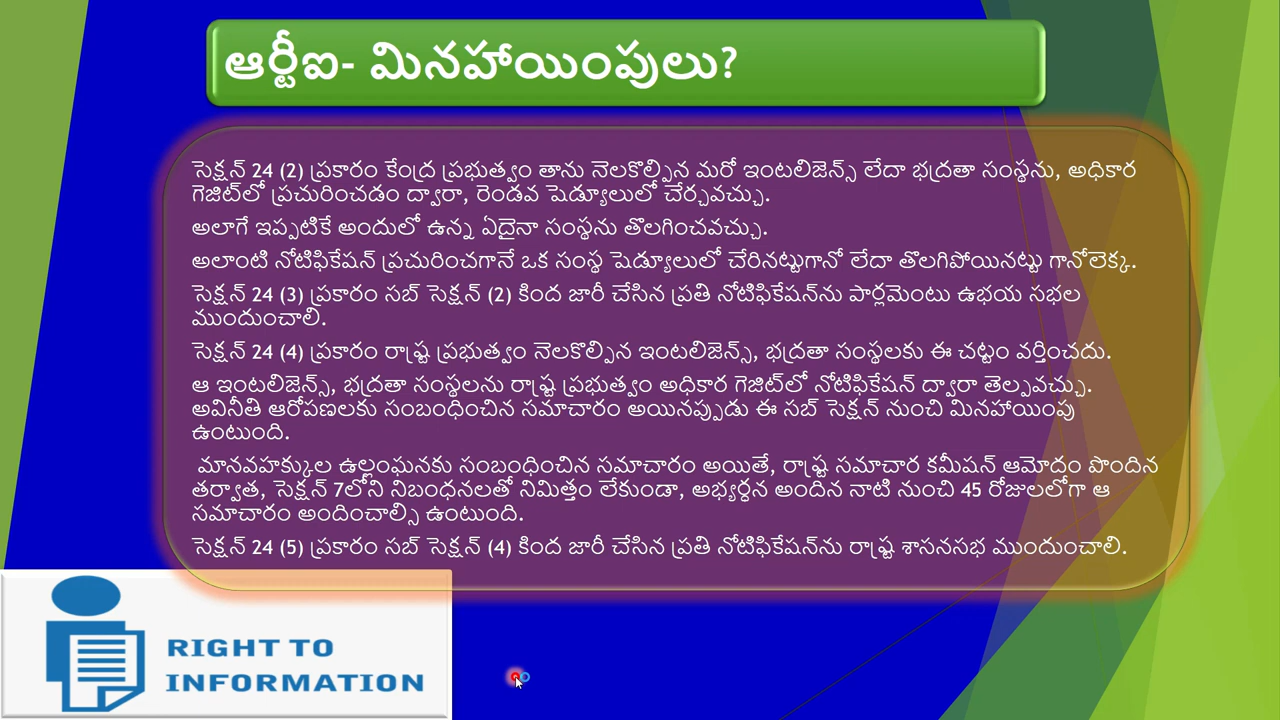 ఆర్టీఐ- మినహాయింపులు?
సెక్షన్ 24 (2) ప్రకారం కేంద్ర ప్రభుత్వం తాను నెలకొల్పిన మరో ఇంటలిజెన్స్ లేదా భద్రతా సంస్థను, అధికార
గెజిట్‌లో ప్రచురించడం ద్వారా, రెండవ షెడ్యూలులో చేర్చవచ్చు.
అలాగే ఇప్పటికే అందులో ఉన్న ఏదైనా సంస్థను తొలగించవచ్చు.
అలాంటి నోటిఫికేషన్ ప్రచురించగానే ఒక సంస్థ షెడ్యూలులో చేరినట్టుగానో లేదా తొలగిపోయినట్టు గానోలెక్క.
సెక్షన్ 24 (3) ప్రకారం సబ్ సెక్షన్ (2) కింద జారీ చేసిన ప్రతి నోటిఫికేషన్‌ను పార్లమెంటు ఉభయ సభల
ముందుంచాలి.
సెక్షన్ 24 (4) ప్రకారం రాష్ట్ర ప్రభుత్వం నెలకొల్పిన ఇంటలిజెన్స్, భద్రతా సంస్థలకు ఈ చట్టం వర్తించదు.
ఆ ఇంటలిజెన్స్, భద్రతా సంస్థలను రాష్ట్ర ప్రభుత్వం అధికార గెజిట్‌లో నోటిఫికేషన్ ద్వారా తెల్పవచ్చు.
అవినీతి ఆరోపణలకు సంబంధించిన సమాచారం అయినప్పుడు ఈ సబ్ సెక్షన్ నుంచి మినహాయింపు
ఉంటుంది.
మానవహక్కుల ఉల్లంఘనకు సంబంధించిన సమాచారం అయితే, రాష్ట్ర సమాచార కమీషన్ ఆమోదం పొందిన
తర్వాత, సెక్షన్ 7లోని నిబంధనలతో నిమిత్తం లేకుండా, అభ్యర్ధన అందిన నాటి నుంచి 45 రోజులలోగా ఆ
సమాచారం అందించాల్సి ఉంటుంది.
సెక్షన్ 24 (5) ప్రకారం సబ్ సెక్షన్ (4) కింద జారీ చేసిన ప్రతి నోటిఫికేషన్‌ను రాష్ట్ర శాసనసభ ముందుంచాలి.
RIGHT TO
INFORMATION